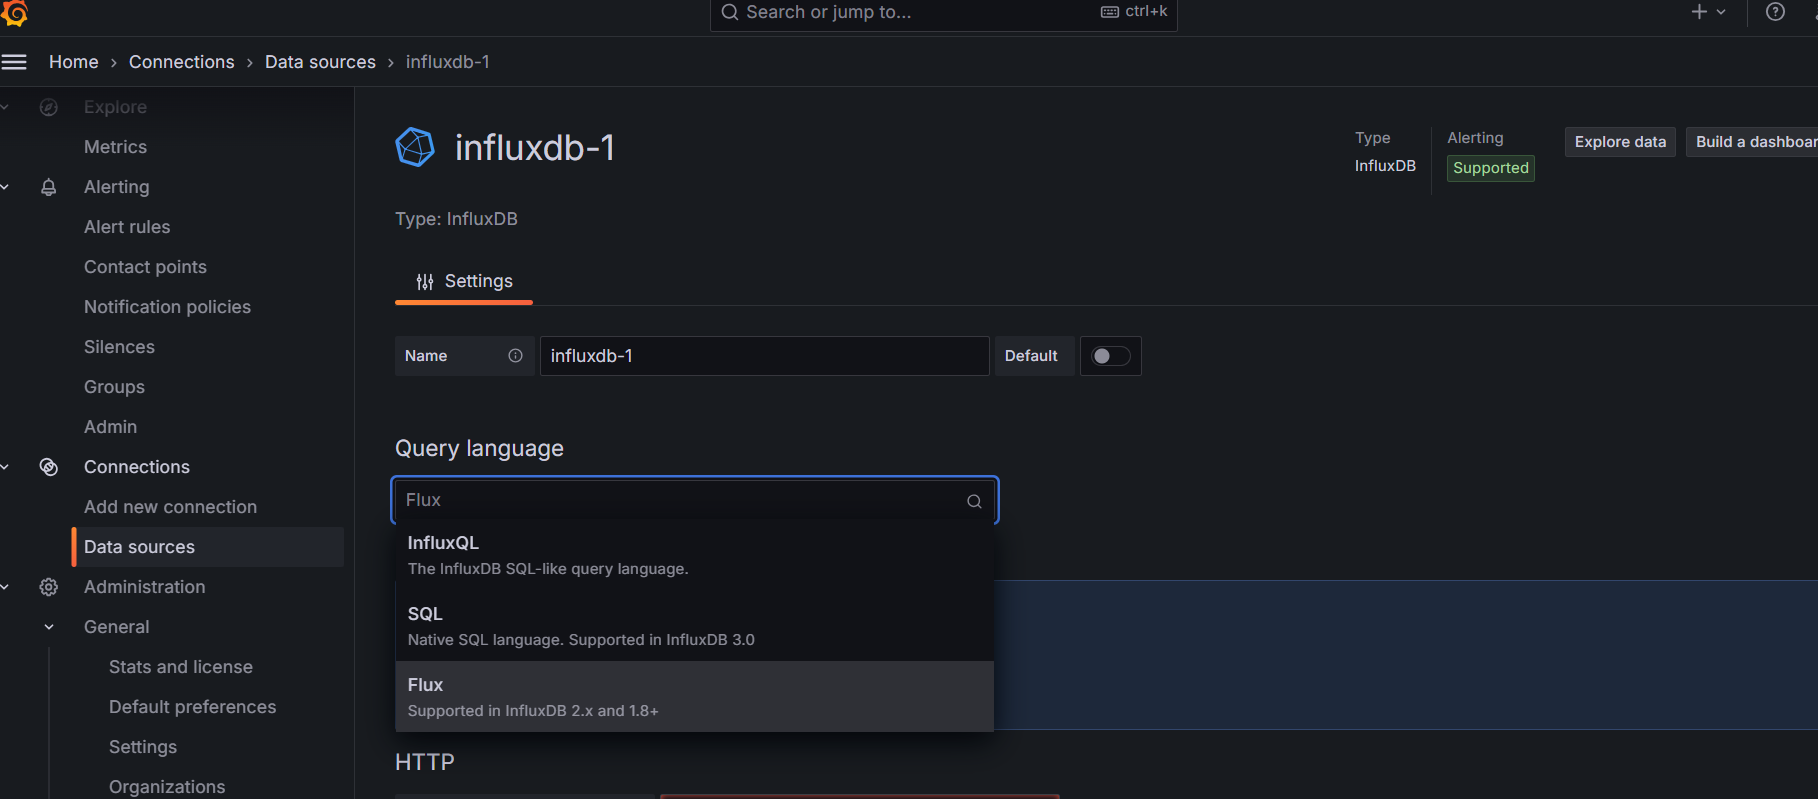 Search or jump to...
ctrl+k
Home › Connections › Data sources › influxdb-1
Explore
Metrics
Alerting
Alert rules
Contact points
Notification policies
Silences
Groups
Admin
Connections
Add new connection
Data sources
Administration
General
Stats and license
Default preferences
Settings
Organizations
influxdb-1
Type
InfluxDB
Alerting
Supported
Explore data
Build a dashboar
Type: InfluxDB
Settings
Name
influxdb-1
Default
Query language
Flux
InfluxQL
The InfluxDB SQL-like query language.
SQL
Native SQL language. Supported in InfluxDB 3.0
Flux
Supported in InfluxDB 2.x and 1.8+
HTTP